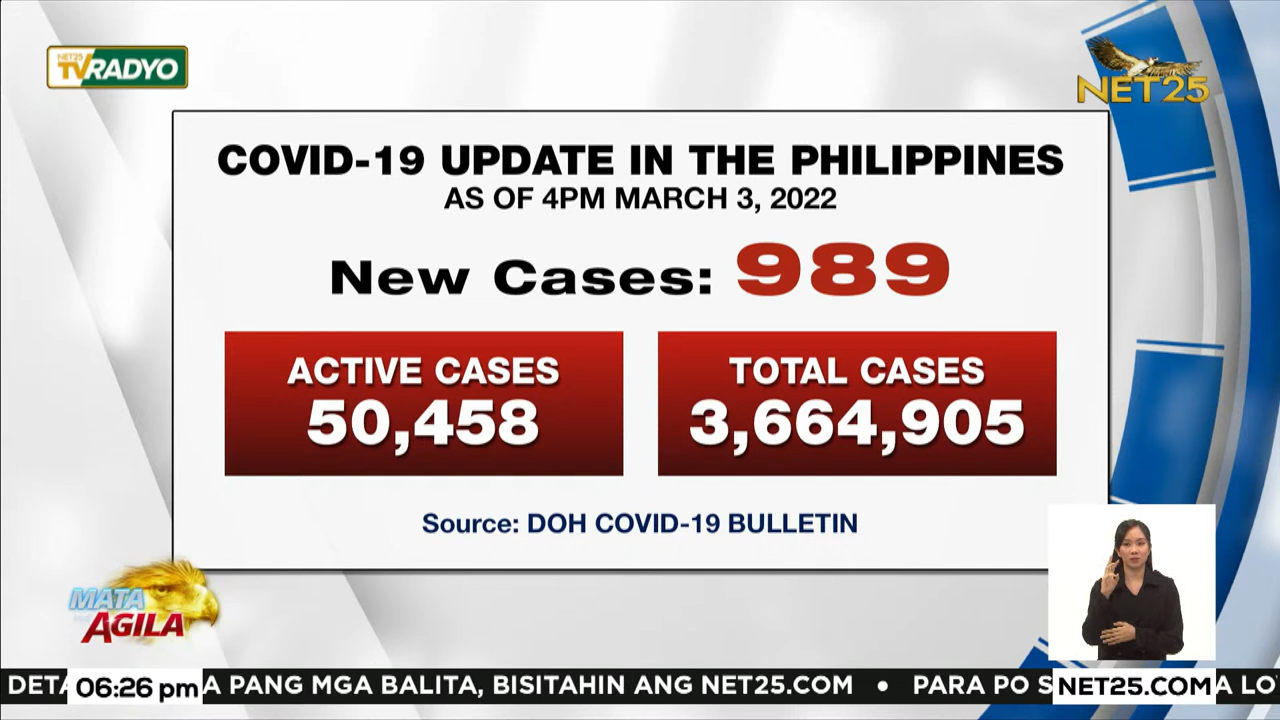 NET25
TVRADYO
NET25
COVID-19 UPDATE IN THE PHILIPPINES
AS OF 4PM MARCH 3, 2022
New Cases: 989
ACTIVE CASES
50,458
TOTAL CASES
3,664,905
Source: DOH COVID-19 BULLETIN
MATA
AGILA
06:26 pm
PANG MGA BALITA, BISITAHIN ANG NET25.COM • PARA PO
NET25.COM